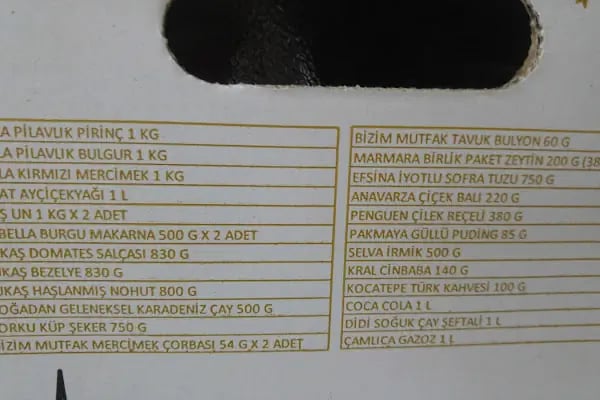 A PİLAVLIK PİRİNÇ 1 KG
LA PİLAVLIK BULGUR 1 KG
LA KIRMIZI MERCİMEK 1 KG
AT AYÇİÇEKYAĞI 1 L
Ş UN 1 KG X 2 ADET
BELLA BURGU MAKARNA 500 G X 2 ADET
KAŞ DOMATES SALÇASI 830 G
KAŞ BEZELYE 830 G
UKAŞ HAŞLANMIŞ NOHUT 800 G
OĞADAN GELENEKSEL KARADENİZ ÇAY 500 G
ORKU KÜP ŞEKER 750 G
İZİM MUTFAK MERCİMEK ÇORBASI 54 G X 2 ADET
BİZİM MUTFAK TAVUK BULYON 60 G
MARMARA BİRLİK PAKET ZEYTİN 200 G (38
EFSİNA İYOTLU SOFRA TUZU 750 G
ANAVARZA ÇİÇEK BALI 220 G
PENGUEN ÇİLEK REÇELİ 380 G
PAKMAYA GÜLLÜ PUDİNG 85 G
SELVA İRMİK 500 G
KRAL CİNBABA 140 G
KOCATEPE TÜRK KAHVESİ 100 G
COCA COLA 1 L
DİDİ SOĞUK ÇAY ŞEFTALİ 1 L
ÇAMLICA GAZOZ 1 L